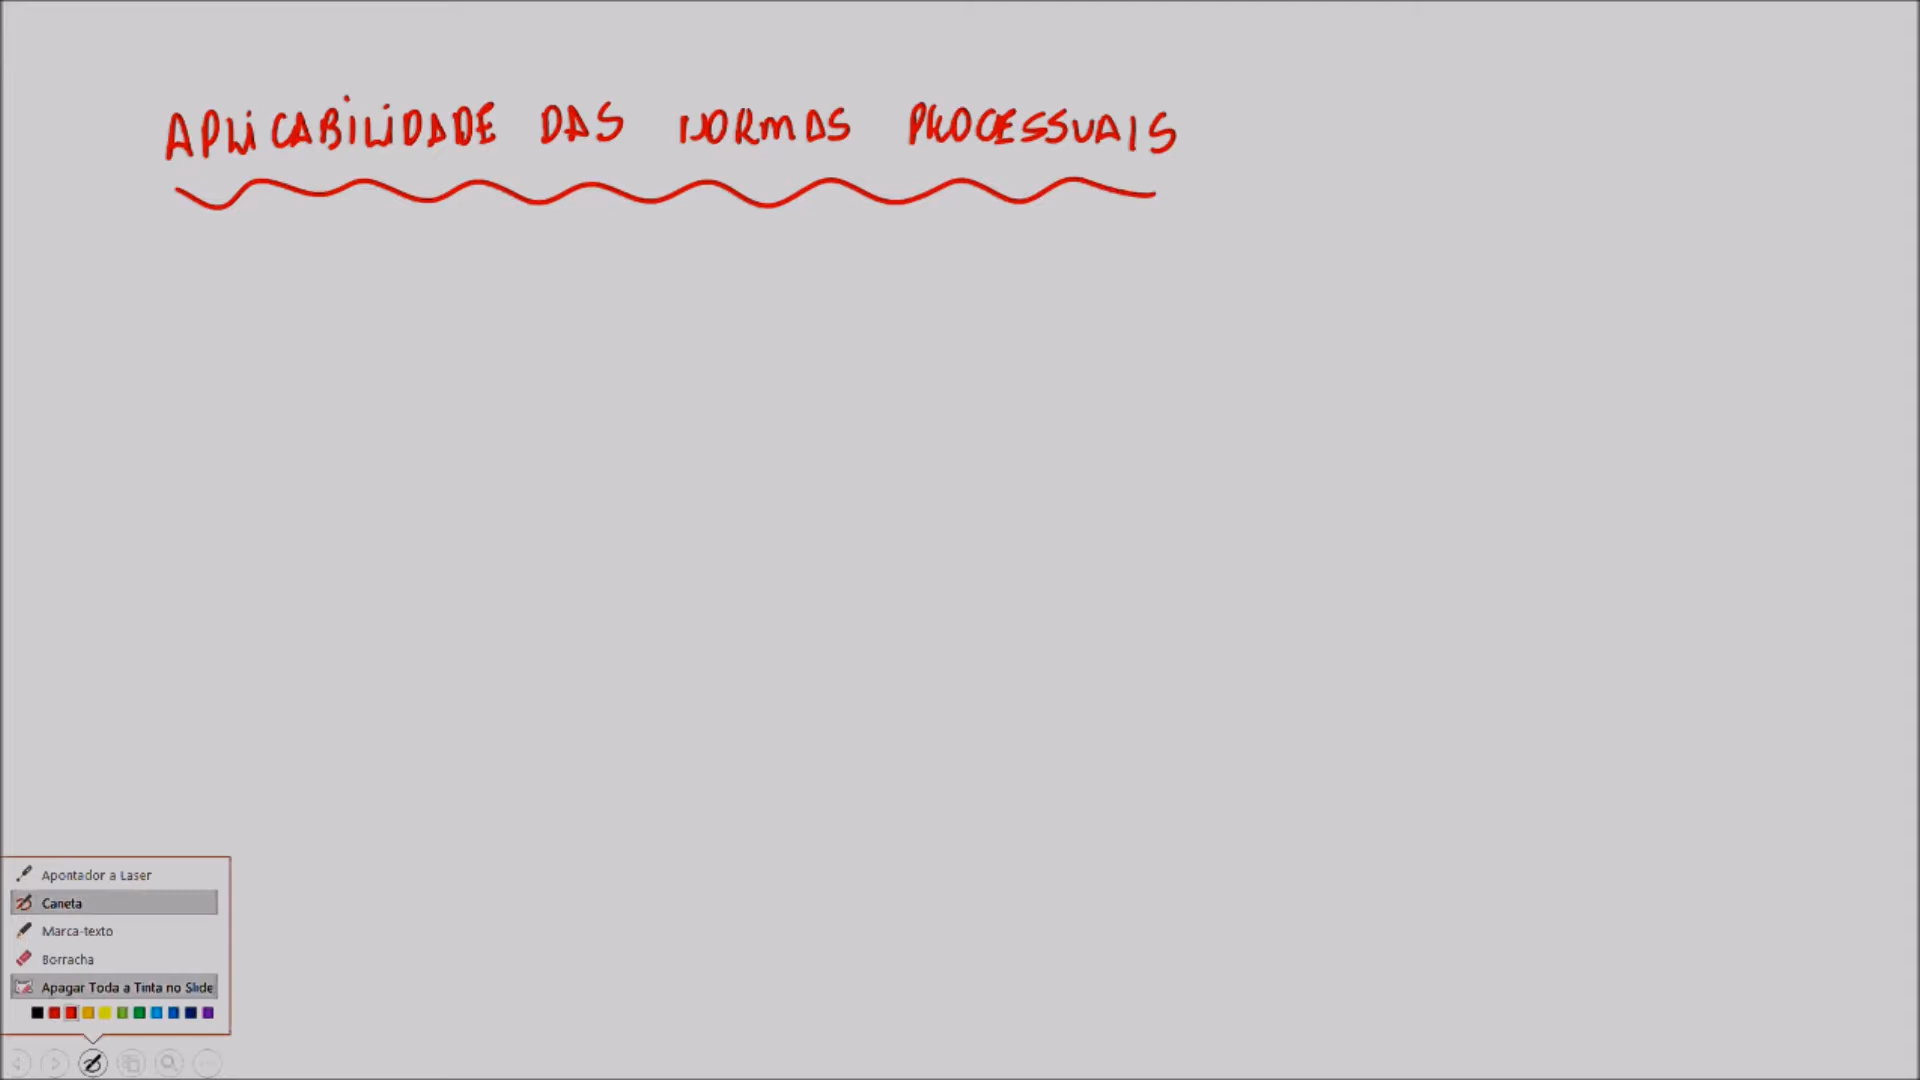 APLICABILIDADE DAS NORMAS PROCESSUAIS
Apontador a Laser
Caneta
Marca-texto
Borracha
Apagar Toda a Tinta no Slide